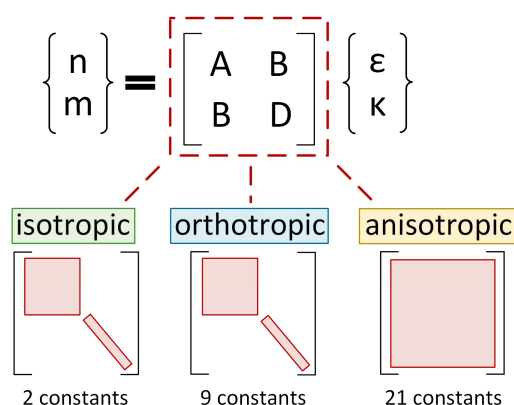 n = A B ε
m B D κ
isotropic orthotropic anisotropic
2 constants 9 constants 21 constants